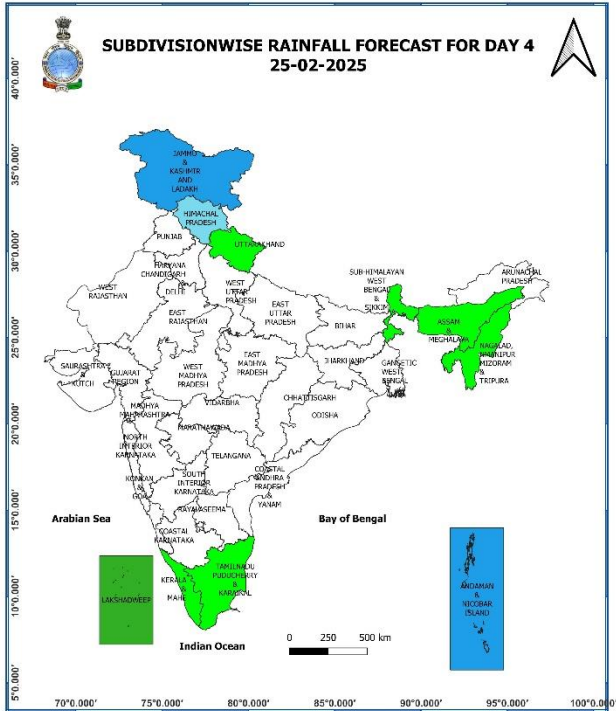 SUBDIVISIONWISE RAINFALL FORECAST FOR DAY 4
25-02-2025
40°0.000'
35°0.000'
30°0.000'
25°0.000'
20°0.000'
15°0.000'
10°0.000'
5°0.000'
JAMMU
&
KASHMIR
AND
LADAKH
HIMACHAL
PRADESH
PUNJAB
UTTARAKHAND
HARYANA
CHANDIGARH
DELHI
WEST
RAJASTHAN
WEST
UTTAR
PRADESH
EAST
UTTAR
PRADESH
EAST
RAJASTHAN
SUB-HIMALAYAN
WEST
BENGAL
&
SIKKIM
ARUNACHAL
PRADESH
ASSAM
&
MEGHALAYA
NAGALAD,
MANIPUR
MIZORAM
&
TRIPURA
BIHAR
JHARKHAND
GANGETIC
WEST
BENGAL
SAURASHTRA
&
KUTCH
GUJARAT
REGION
WEST
MADHYA
PRADESH
EAST
MADHYA
PRADESH
CHHATTISGARH
ODISHA
VIDARBHA
MADHYA
MAHARASHTRA
MARATHAWADA
NORTH
INTERIOR
KARNATAKA
TELANGANA
KONKAN
&
GOA
SOUTH
INTERIOR
KARNATAKA
COASTAL
ANDHRA
PRADESH
&
YANAM
RAYALASEEMA
COASTAL
KARNATAKA
Arabian Sea
Bay of Bengal
TAMILNADU
PUDUCHERRY
&
KARAIKAL
KERALA
&
MAHE
LAKSHADWEEP
ANDAMAN
&
NICOBAR
ISLAND
Indian Ocean
0 250 500 km
70°0.000' 75°0.000' 80°0.000' 85°0.000' 90°0.000' 95°0.000' 100°0.000'